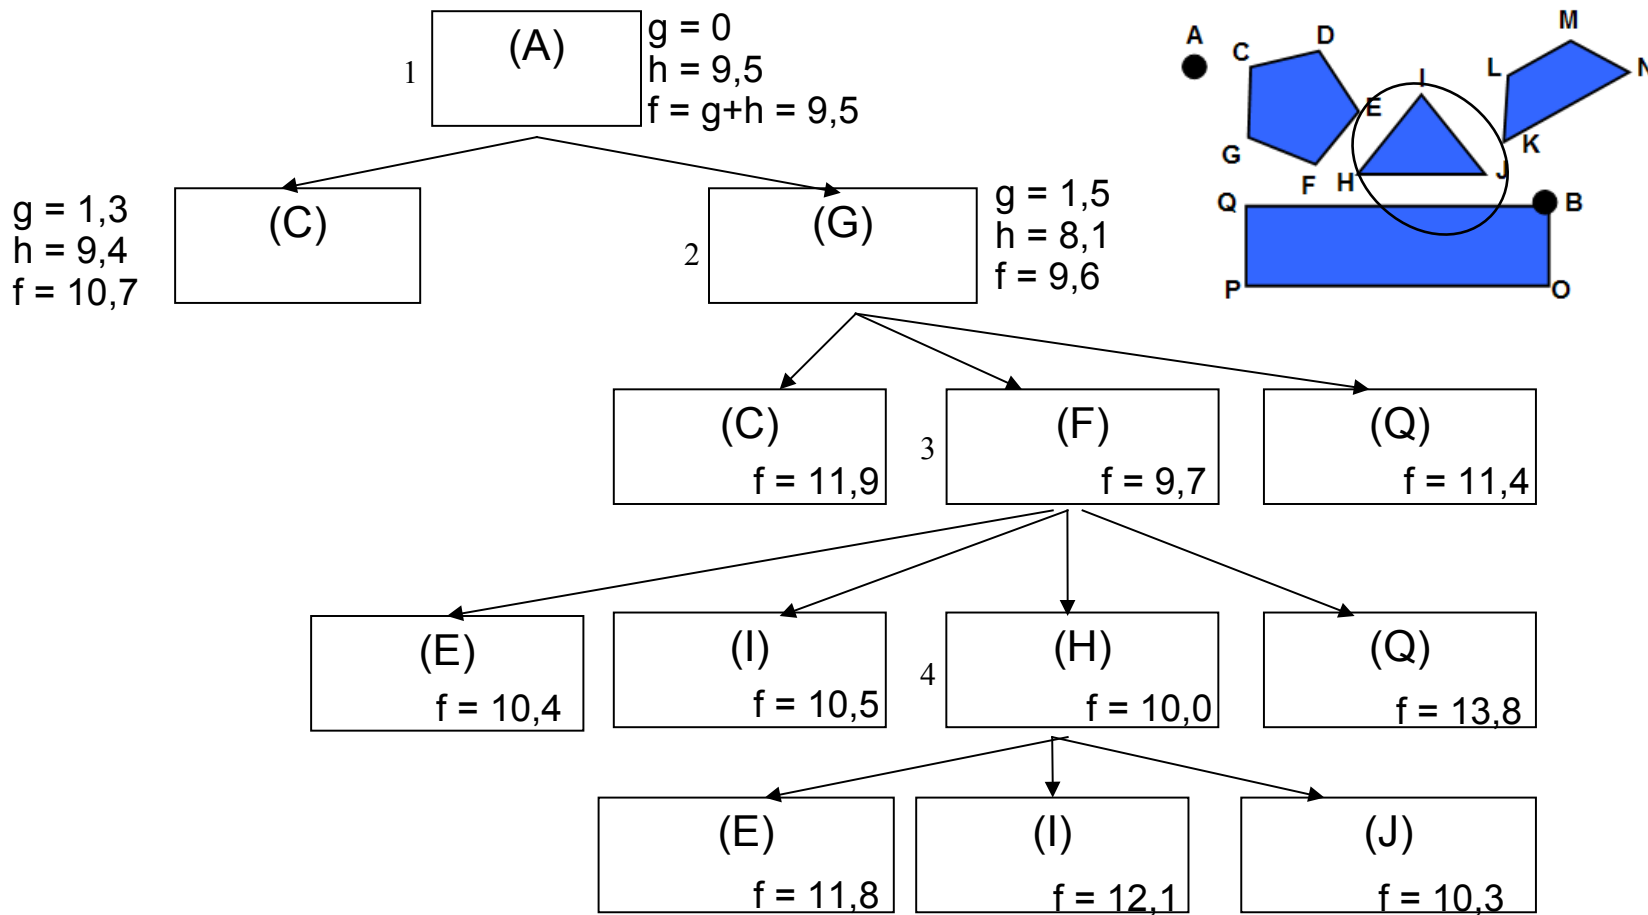 (A)
g = 0
h = 9,5
f = g+h = 9,5
1
A
C
D
E
F
G
H
I
J
K
L
M
N
Q
B
P
O
g = 1,3
h = 9,4
f = 10,7
(C)
2
(G)
g = 1,5
h = 8,1
f = 9,6
(C)
f = 11,9
3
(F)
f = 9,7
(Q)
f = 11,4
(E)
f = 10,4
(I)
f = 10,5
4
(H)
f = 10,0
(Q)
f = 13,8
(E)
f = 11,8
(I)
f = 12,1
(J)
f = 10,3